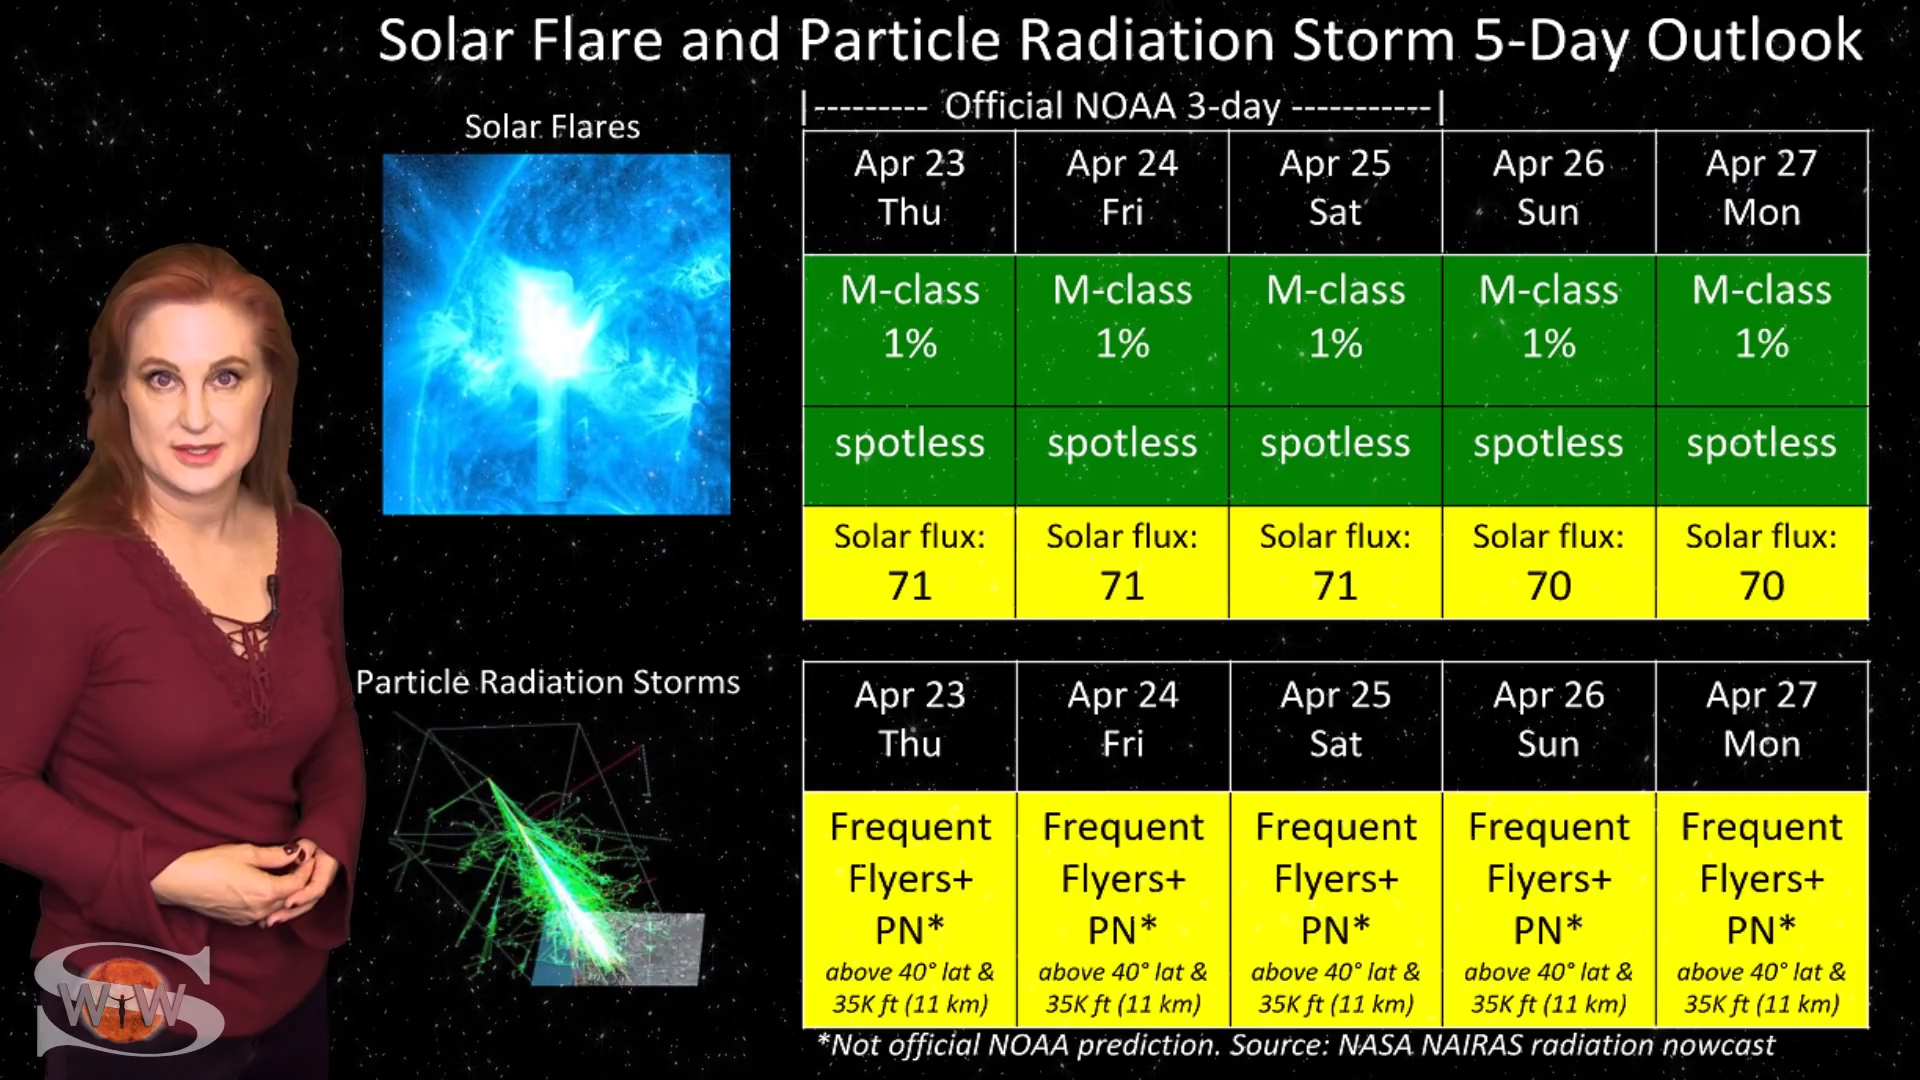 Solar Flare and Particle Radiation Storm 5-Day Outlook
|--------- Official NOAA 3-day -----------|
Solar Flares
Apr 23 Apr 24 Apr 25 Apr 26 Apr 27
Thu Fri Sat Sun Mon
M-class M-class M-class M-class M-class
1% 1% 1% 1% 1%
spotless spotless spotless spotless spotless
Solar flux: Solar flux: Solar flux: Solar flux: Solar flux:
71 71 71 70 70
Particle Radiation Storms
Apr 23 Apr 24 Apr 25 Apr 26 Apr 27
Thu Fri Sat Sun Mon
Frequent Frequent Frequent Frequent Frequent
Flyers+ Flyers+ Flyers+ Flyers+ Flyers+
PN* PN* PN* PN* PN*
above 40° lat & above 40° lat & above 40° lat & above 40° lat & above 40° lat &
35K ft (11 km) 35K ft (11 km) 35K ft (11 km) 35K ft (11 km) 35K ft (11 km)
*Not official NOAA prediction. Source: NASA NAIRAS radiation nowcast
S
WiW